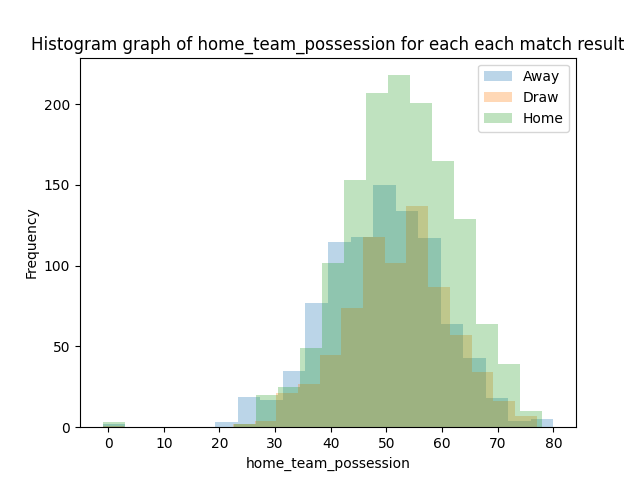 Histogram graph of home_team_possession for each each match result
Away
Draw
Home
200
150
100
50
0
Frequency
0 10 20 30 40 50 60 70 80
home_team_possession